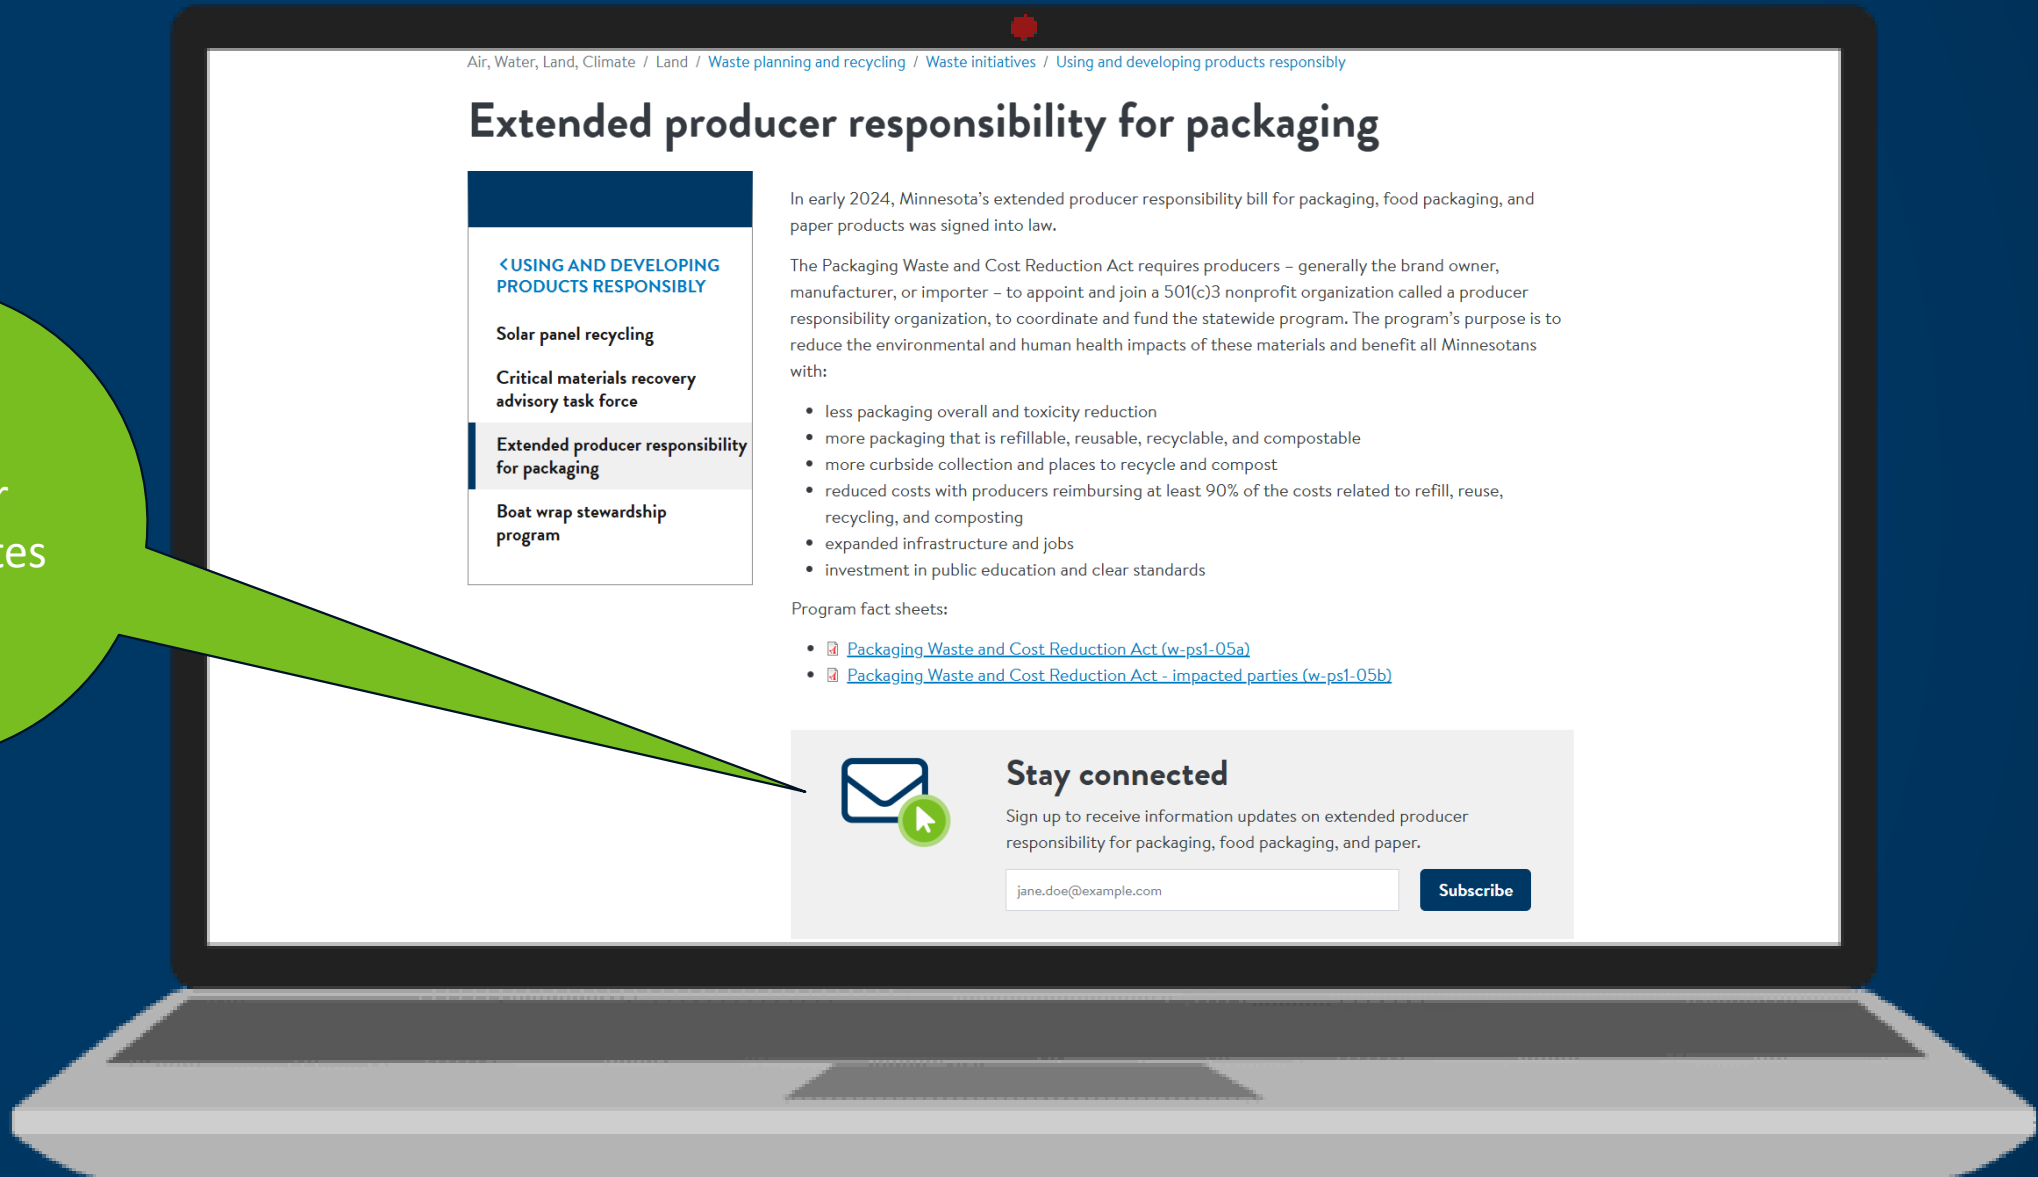 Air, Water, Land, Climate / Land / Waste planning and recycling / Waste initiatives / Using and developing products responsibly
Extended producer responsibility for packaging
<USING AND DEVELOPING
PRODUCTS RESPONSIBLY
Solar panel recycling
Critical materials recovery
advisory task force
Extended producer responsibility
for packaging
Boat wrap stewardship
program
In early 2024, Minnesota's extended producer responsibility bill for packaging, food packaging, and
paper products was signed into law.
The Packaging Waste and Cost Reduction Act requires producers – generally the brand owner,
manufacturer, or importer – to appoint and join a 501(c)3 nonprofit organization called a producer
responsibility organization, to coordinate and fund the statewide program. The program's purpose is to
reduce the environmental and human health impacts of these materials and benefit all Minnesotans
with:
• less packaging overall and toxicity reduction
• more packaging that is refillable, reusable, recyclable, and compostable
• more curbside collection and places to recycle and compost
• reduced costs with producers reimbursing at least 90% of the costs related to refill, reuse,
recycling, and composting
• expanded infrastructure and jobs
• investment in public education and clear standards
Program fact sheets:
• Packaging Waste and Cost Reduction Act (w-ps1-05a)
• Packaging Waste and Cost Reduction Act - impacted parties (w-ps1-05b)
Stay connected
Sign up to receive information updates on extended producer
responsibility for packaging, food packaging, and paper.
jane.doe@example.com
Subscribe